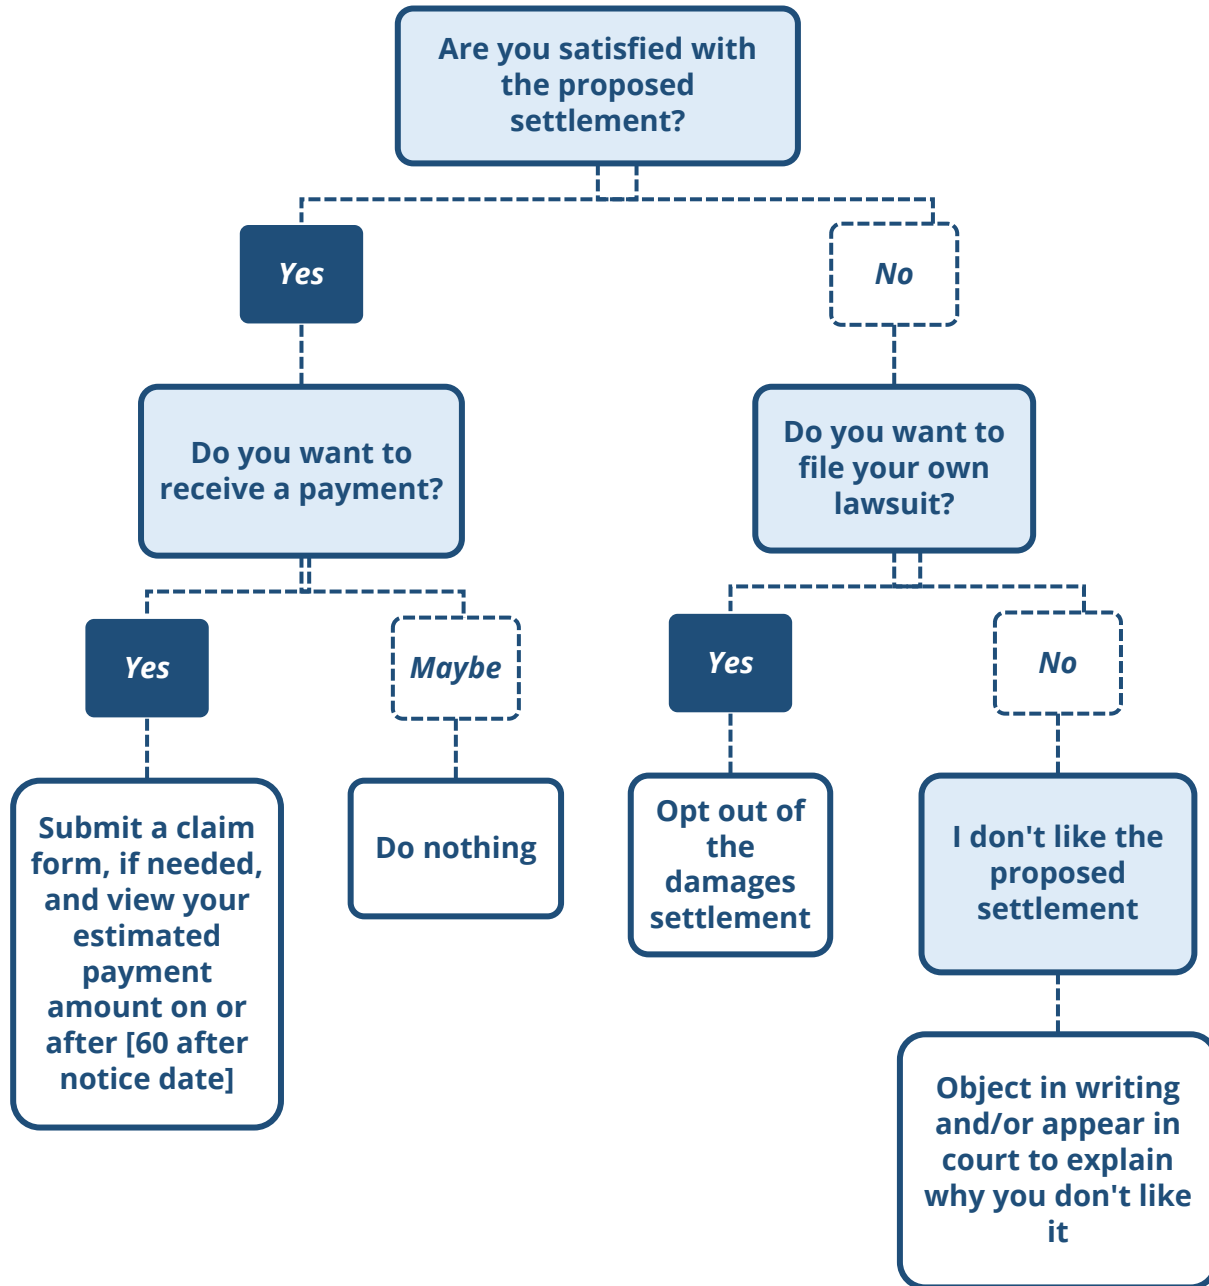 Are you satisfied with
the proposed
settlement?
Yes
No
Do you want to
receive a payment?
Do you want to
file your own
lawsuit?
Yes
Maybe
Yes
No
Submit a claim
form, if needed,
and view your
estimated
payment
amount on or
after [60 after
notice date]
Do nothing
Opt out of
the
damages
settlement
I don't like the
proposed
settlement
Object in writing
and/or appear in
court to explain
why you don't like
it